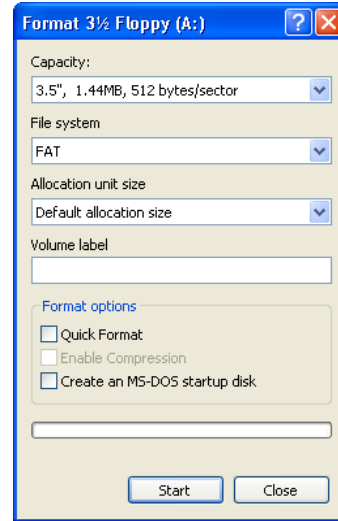 Format 3½ Floppy (A:)
Capacity:
3.5", 1.44MB, 512 bytes/sector
File system
FAT
Allocation unit size
Default allocation size
Volume label
Format options
Quick Format
Enable Compression
Create an MS-DOS startup disk
Start Close